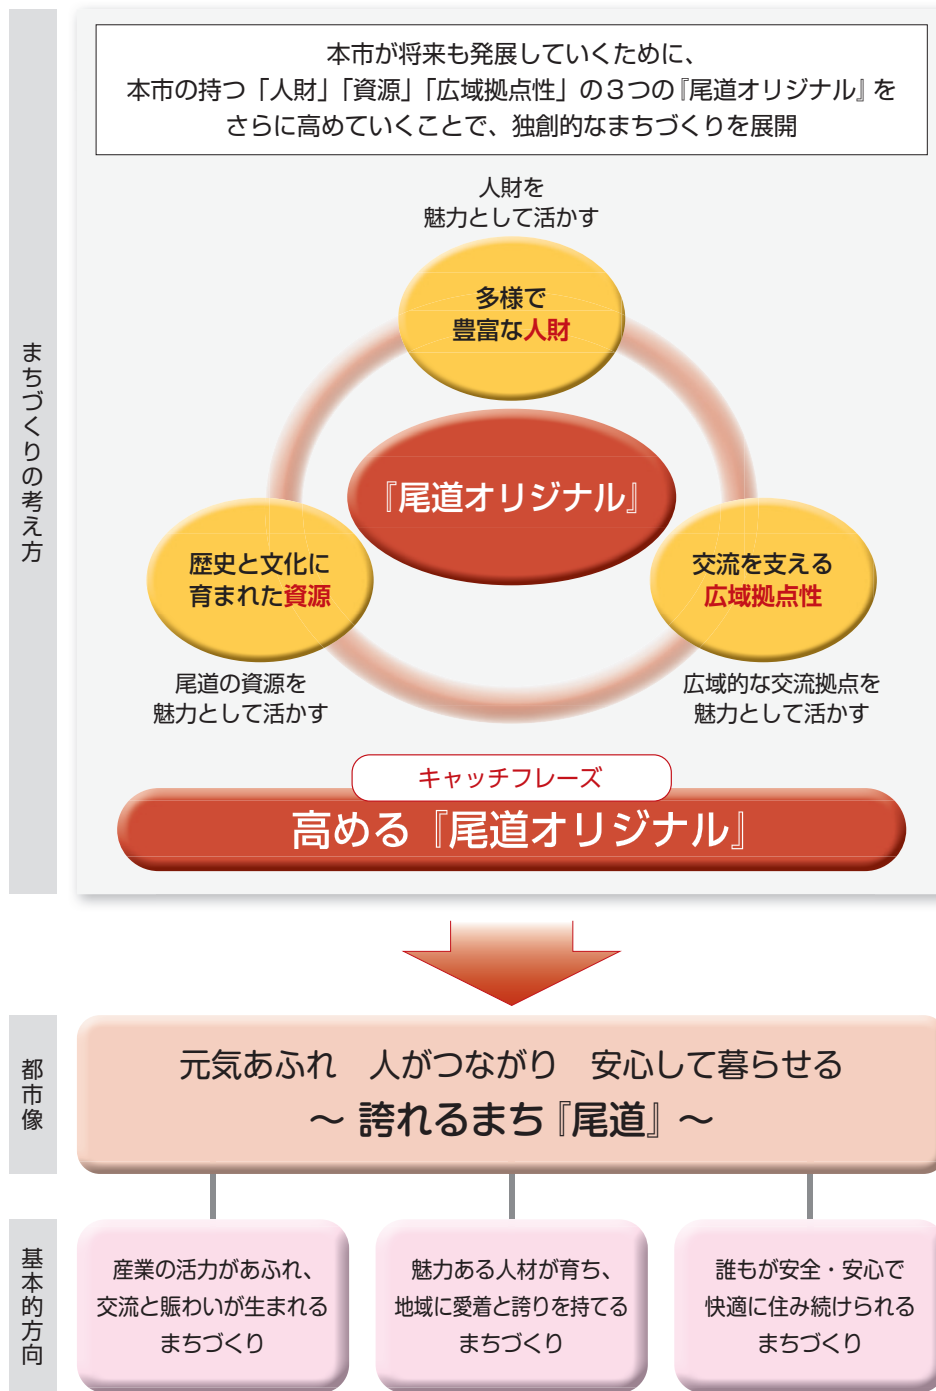 まちづくりの考え方
本市が将来も発展していくために、
本市の持つ「人財」「資源」「広域拠点性」の３つの『尾道オリジナル』を
さらに高めていくことで、独創的なまちづくりを展開
人財を
魅力として活かす
多様で
豊富な人財
『尾道オリジナル』
歴史と文化に
育まれた資源
交流を支える
広域拠点性
尾道の資源を
魅力として活かす
広域的な交流拠点を
魅力として活かす
キャッチフレーズ
高める『尾道オリジナル』
都市像
元気あふれ　人がつながり　安心して暮らせる
～ 誇れるまち『尾道』～
基本的方向
産業の活力があふれ、
交流と賑わいが生まれる
まちづくり
魅力ある人材が育ち、
地域に愛着と誇りを持てる
まちづくり
誰もが安全・安心で
快適に住み続けられる
まちづくり